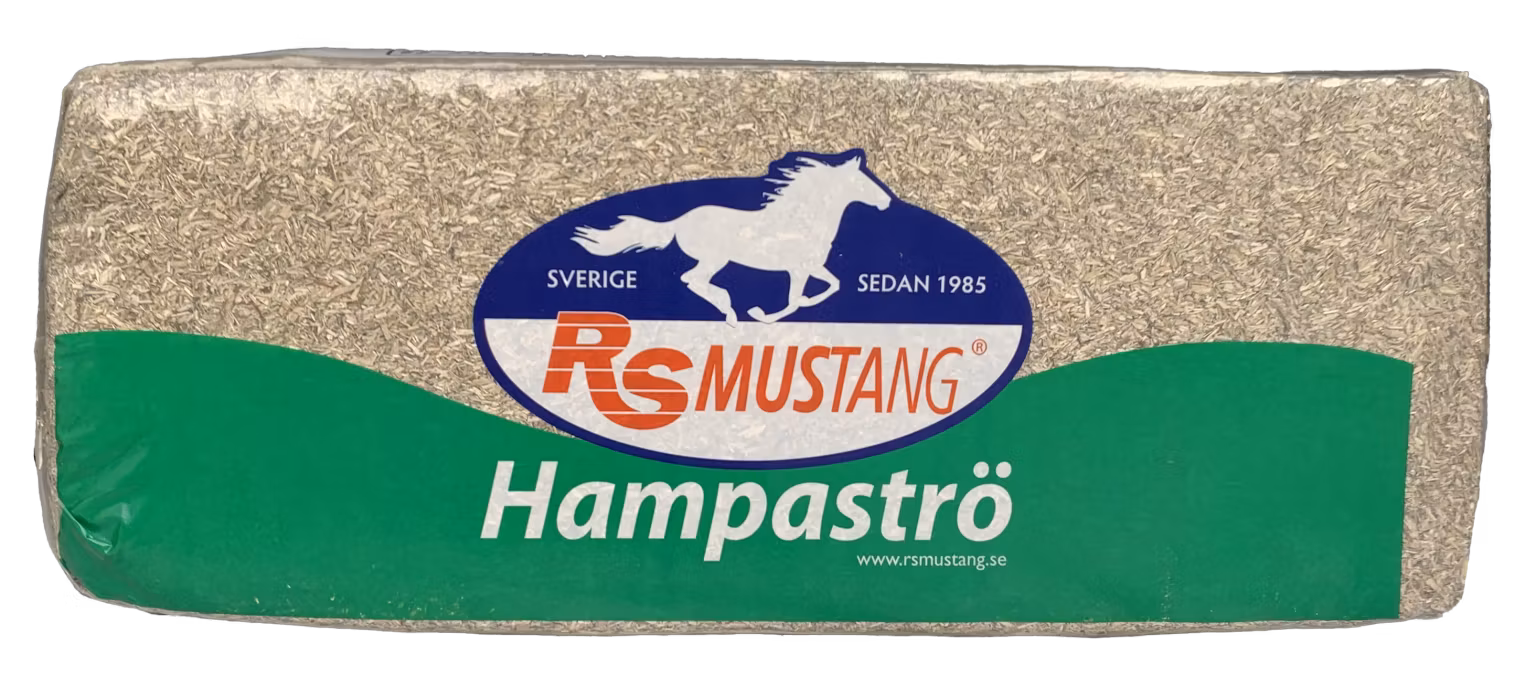 SVERIGE SEDAN 1985
RS MUSTANG®
Hampaströ
www.rsmustang.se